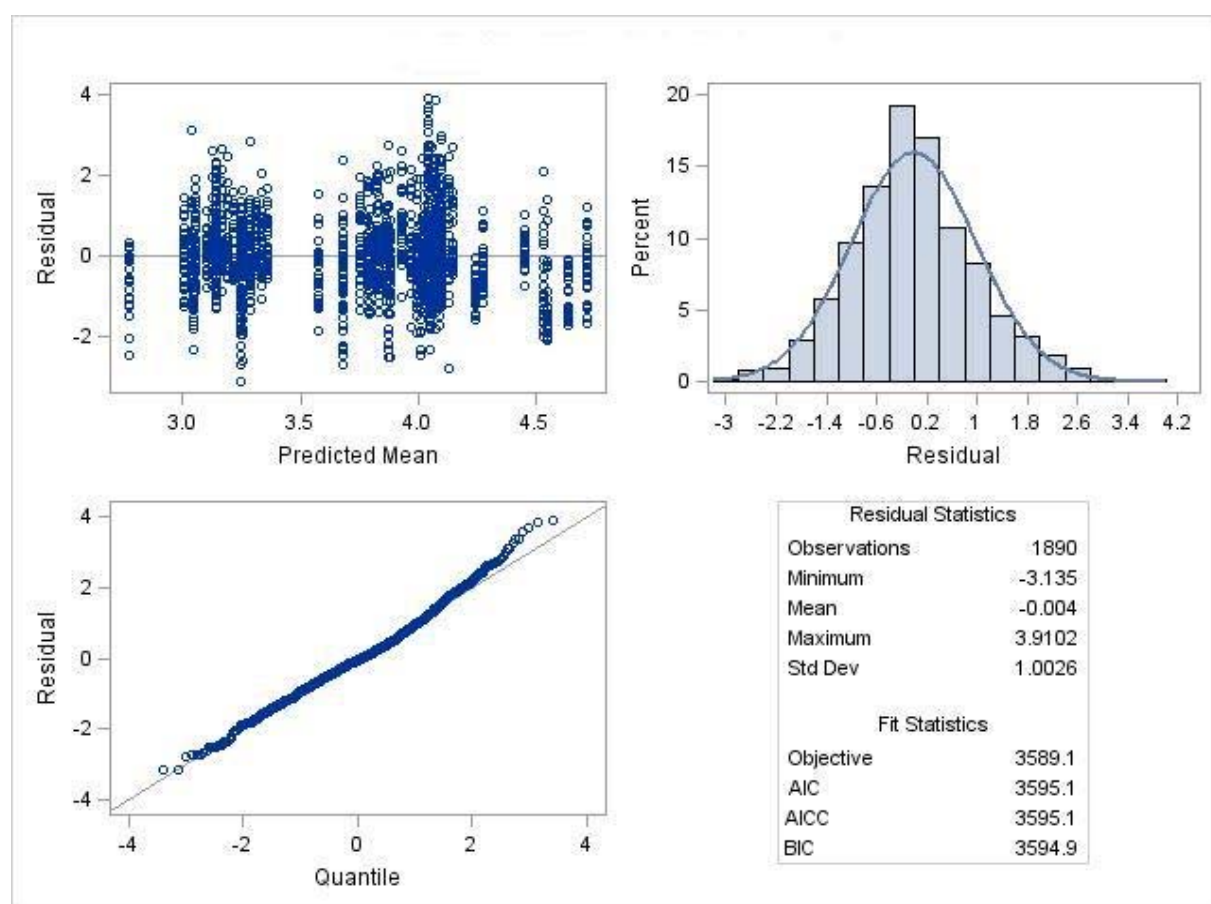 4
2
0
-2
Residual
3.0 3.5 4.0 4.5
Predicted Mean
20
15
10
5
0
Percent
-3 -2.2 -1.4 -0.6 0.2 1 1.8 2.6 3.4 4.2
Residual
4
2
0
-2
-4
Residual
-4 -2 0 2 4
Quantile
Residual Statistics
Observations 1890
Minimum -3.135
Mean -0.004
Maximum 3.9102
Std Dev 1.0026
Fit Statistics
Objective 3589.1
AIC 3595.1
AICC 3595.1
BIC 3594.9